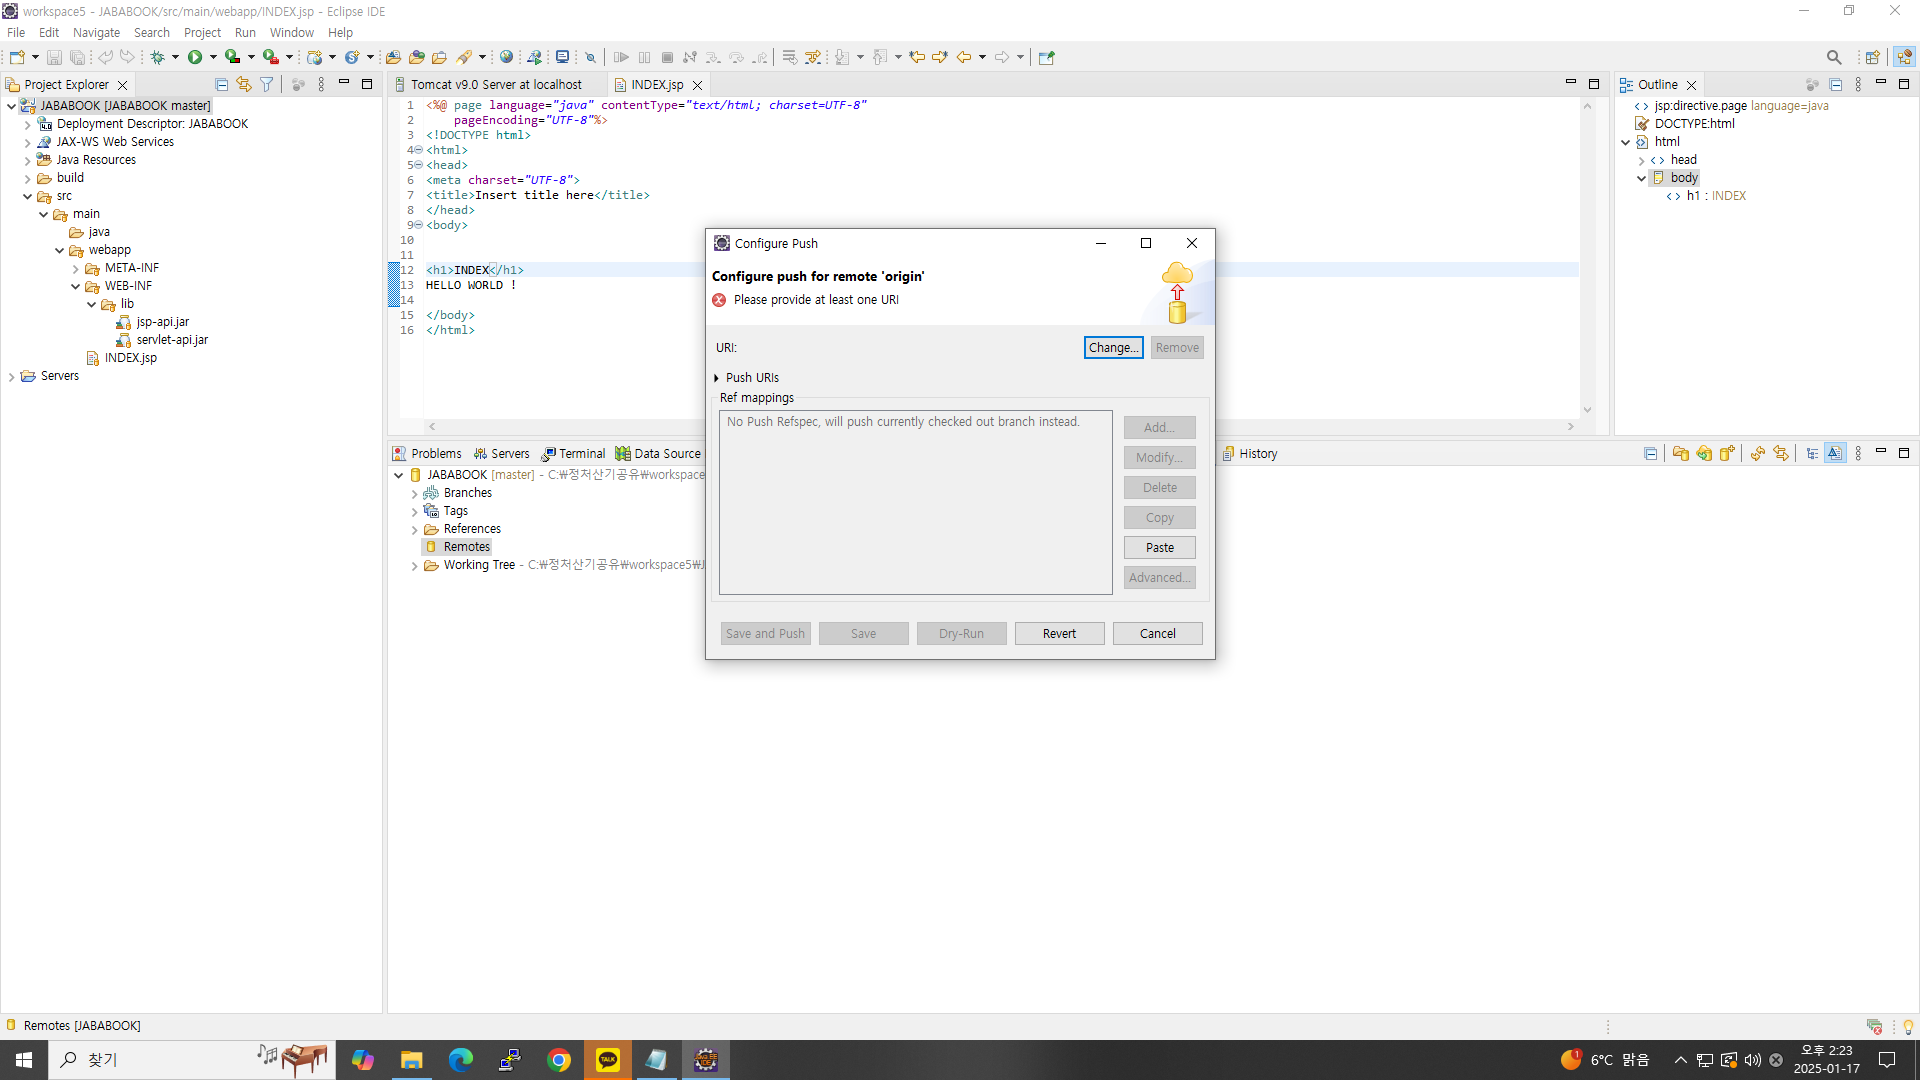 workspace5 - JABABOOK/src/main/webapp/INDEX.jsp - Eclipse IDE
File Edit Navigate Search Project Run Window Help
Project Explorer
JABABOOK [JABABOOK master]
Deployment Descriptor: JABABOOK
JAX-WS Web Services
Java Resources
build
src
main
java
webapp
META-INF
WEB-INF
lib
jsp-api.jar
servlet-api.jar
INDEX.jsp
Servers
Tomcat v9.0 Server at localhost
INDEX.jsp
1 <%@ page language="java" contentType="text/html; charset=UTF-8"
2 pageEncoding="UTF-8"%>
3 <!DOCTYPE html>
4 <html>
5 <head>
6 <meta charset="UTF-8">
7 <title>Insert title here</title>
8 </head>
9 <body>
10
11
12 <h1>INDEX</h1>
13 HELLO WORLD !
14
15 </body>
16 </html>
Outline
jsp:directive.page language=java
DOCTYPE:html
html
head
body
h1 : INDEX
Configure Push
Configure push for remote 'origin'
Please provide at least one URI
URI:
Change...
Remove
Push URIs
Ref mappings
No Push Refspec, will push currently checked out branch instead.
Add...
Modify...
Delete
Copy
Paste
Advanced...
Save and Push
Save
Dry-Run
Revert
Cancel
Problems
Servers
Terminal
Data Source
History
JABABOOK [master] - C:₩정처산기공유₩workspace
Branches
Tags
References
Remotes
Working Tree - C:₩정처산기공유₩workspace5₩J
Remotes [JABABOOK]
찾기
TALK
1
6°C 맑음
오후 2:23
2025-01-17